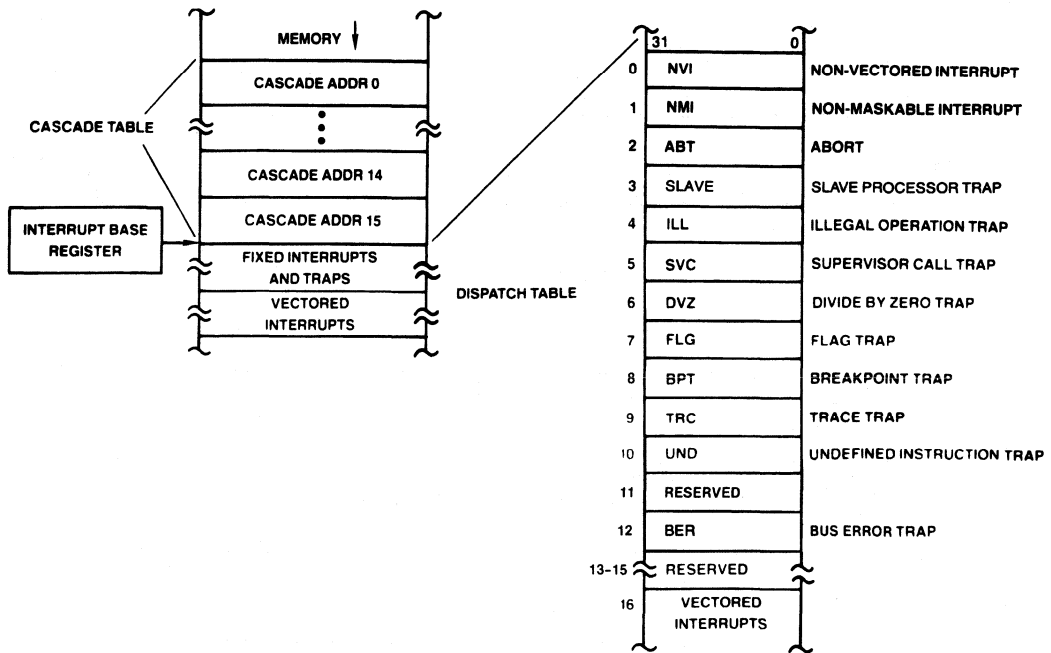 MEMORY
CASCADE ADDR 0
CASCADE TABLE
CASCADE ADDR 14
CASCADE ADDR 15
INTERRUPT BASE
REGISTER
FIXED INTERRUPTS
AND TRAPS
VECTORED
INTERRUPTS
DISPATCH TABLE
31 0
0 NVI NON-VECTORED INTERRUPT
1 NMI NON-MASKABLE INTERRUPT
2 ABT ABORT
3 SLAVE SLAVE PROCESSOR TRAP
4 ILL ILLEGAL OPERATION TRAP
5 SVC SUPERVISOR CALL TRAP
6 DVZ DIVIDE BY ZERO TRAP
7 FLG FLAG TRAP
8 BPT BREAKPOINT TRAP
9 TRC TRACE TRAP
10 UND UNDEFINED INSTRUCTION TRAP
11 RESERVED
12 BER BUS ERROR TRAP
13-15 RESERVED
16 VECTORED
INTERRUPTS